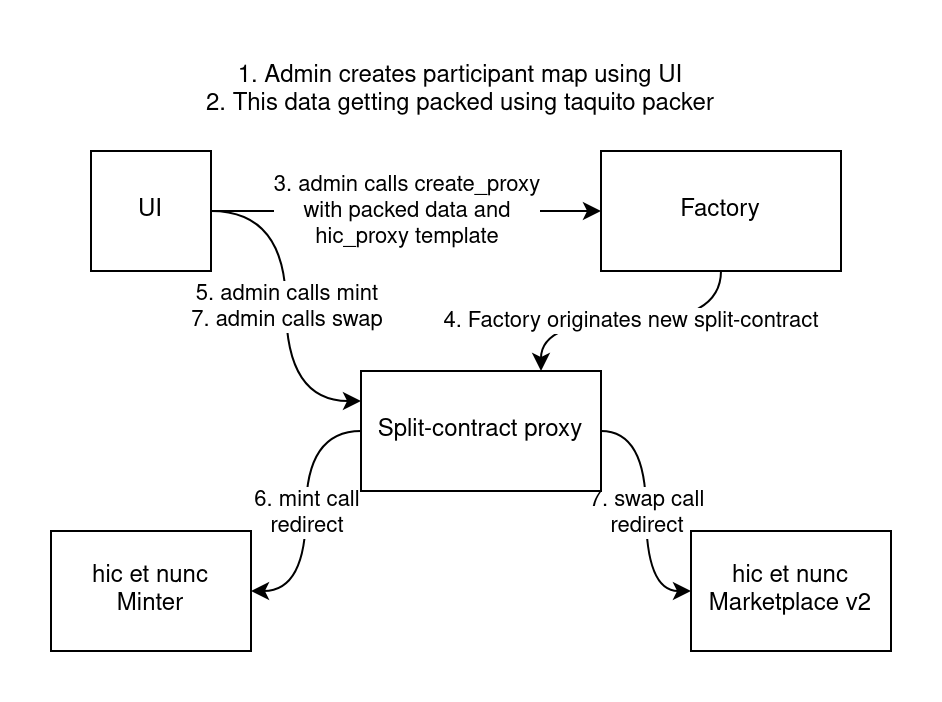 1. Admin creates participant map using UI
2. This data getting packed using taquito packer
UI
3. admin calls create_proxy
with packed data and
hic_proxy template
Factory
5. admin calls mint
7. admin calls swap
4. Factory originates new split-contract
Split-contract proxy
6. mint call
redirect
7. swap call
redirect
hic et nunc
Minter
hic et nunc
Marketplace v2